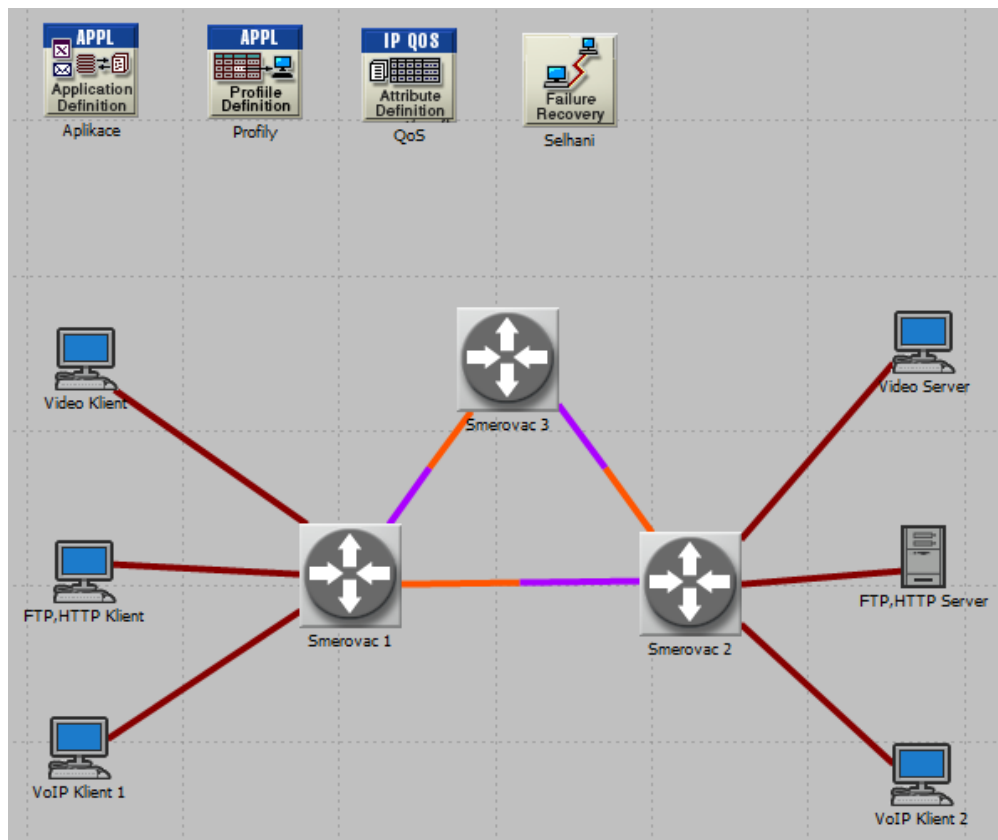 APPL
Application
Definition
Aplikace
APPL
Profiile
Definition
Profily
IP QOS
Attribute
Definition
QoS
Failure
Recovery
Selhani
Video Klient
Smerovac 3
Video Server
FTP,HTTP Klient
Smerovac 1
Smerovac 2
FTP,HTTP Server
VoIP Klient 1
VoIP Klient 2